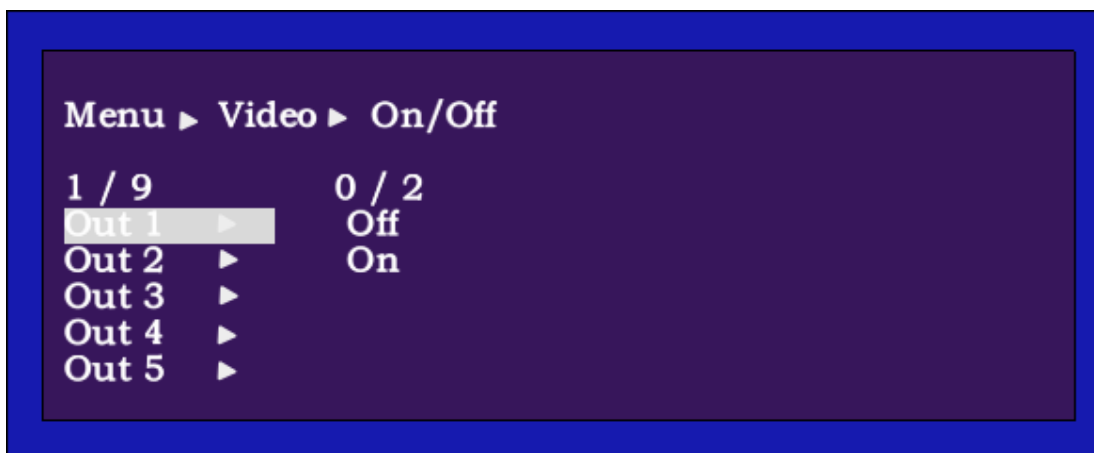 Menu ▶ Video ▶ On/Off
1 / 9 0 / 2
Out 1 ▶ Off
Out 2 ▶ On
Out 3 ▶
Out 4 ▶
Out 5 ▶